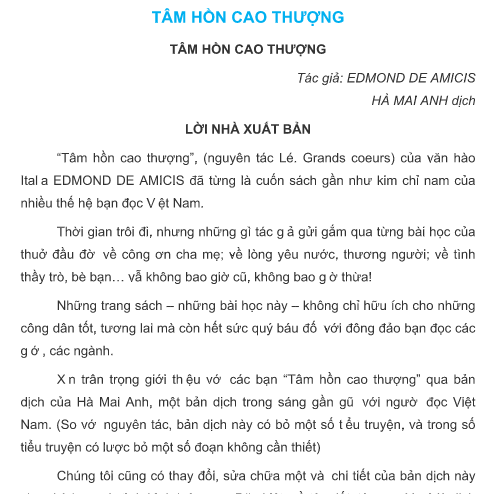 TÂM HỒN CAO THƯỢNG
TÂM HỒN CAO THƯỢNG
Tác giả: EDMOND DE AMICIS
HÀ MAI ANH dịch
LỜI NHÀ XUẤT BẢN
“Tâm hồn cao thượng”, (nguyên tác Lé. Grands coeurs) của văn hào
Ital a EDMOND DE AMICIS đã từng là cuốn sách gần như kim chỉ nam của
nhiều thế hệ bạn đọc V ệt Nam.
Thời gian trôi đi, nhưng những gì tác g ả gửi gắm qua từng bài học của
thuở đầu đờ về công ơn cha mẹ; về lòng yêu nước, thương người; về tình
thầy trò, bè bạn… vẫ không bao giờ cũ, không bao g ờ thừa!
Những trang sách – những bài học này – không chỉ hữu ích cho những
công dân tốt, tương lai mà còn hết sức quý báu đố với đông đảo bạn đọc các
g ớ , các ngành.
X n trân trọng giới th ệu vớ các bạn “Tâm hồn cao thượng” qua bản
dịch của Hà Mai Anh, một bản dịch trong sáng gần gũ với ngườ đọc Việt
Nam. (So vớ nguyên tác, bản dịch này có bỏ một số t ểu truyện, và trong số
tiểu truyện có lược bỏ một số đoạn không cần thiết)
Chúng tôi cũng có thay đổi, sửa chữa một và chi tiết của bản dịch này